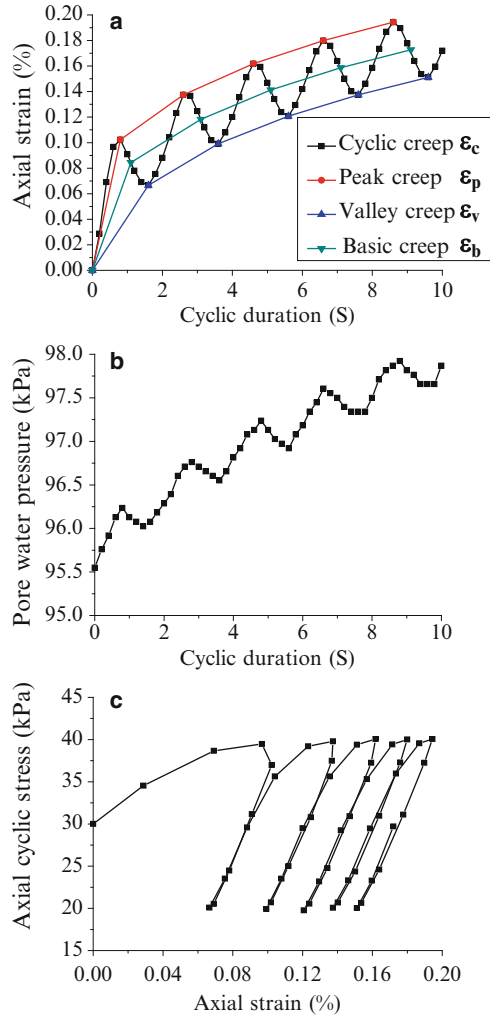 a
Axial strain (%)
0.20
0.18
0.16
0.14
0.12
0.10
0.08
0.06
0.04
0.02
0.00
Cyclic creep εc
Peak creep εp
Valley creep εv
Basic creep εb
0 2 4 6 8 10
Cyclic duration (S)
b
Pore water pressure (kPa)
98.0
97.5
97.0
96.5
96.0
95.5
95.0
0 2 4 6 8 10
Cyclic duration (S)
c
Axial cyclic stress (kPa)
45
40
35
30
25
20
15
0.00 0.04 0.08 0.12 0.16 0.20
Axial strain (%)